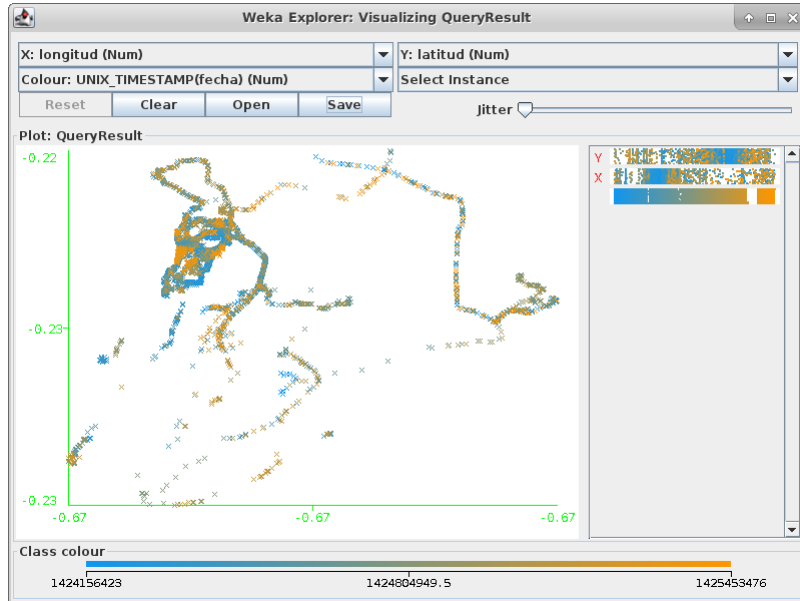 Weka Explorer: Visualizing QueryResult
X: longitud (Num)
Y: latitud (Num)
Colour: UNIX_TIMESTAMP(fecha) (Num)
Select Instance
Reset Clear Open Save
Jitter
Plot: QueryResult
-0.22
-0.23
-0.23
-0.67 -0.67 -0.67
Y
X
Class colour
1424156423 1424804949.5 1425453476